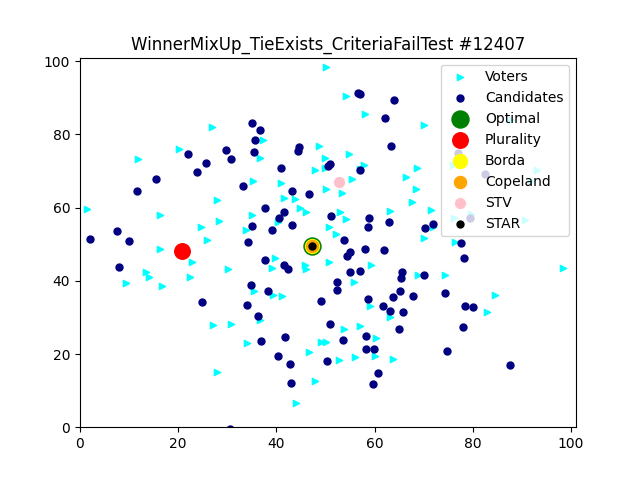 WinnerMixUp_TieExists_CriteriaFailTest #12407
100
80
60
40
20
0
0
20
40
60
80
100
Voters
Candidates
Optimal
Plurality
Borda
Copeland
STV
STAR